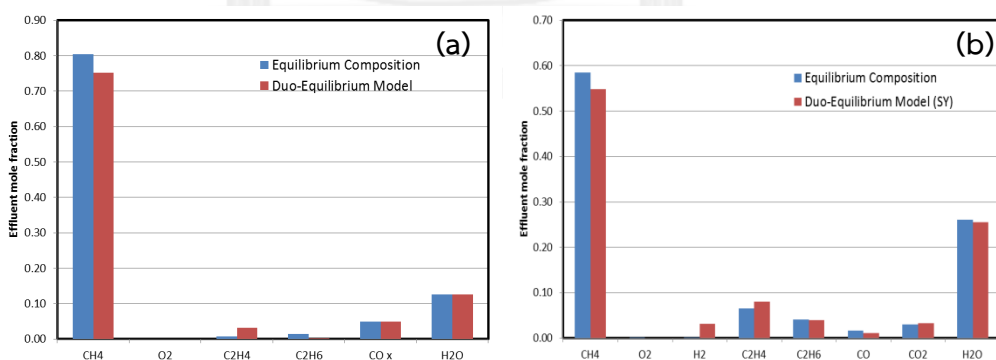 (a)
Effluent mole fraction
0.90
0.80
0.70
0.60
0.50
0.40
0.30
0.20
0.10
0.00
Equilibrium Composition
Duo-Equilibrium Model
CH4 O2 C2H4 C2H6 CO x H2O
(b)
Effluent mole fraction
0.70
0.60
0.50
0.40
0.30
0.20
0.10
0.00
Equilibrium Composition
Duo-Equilibrium Model (SY)
CH4 O2 H2 C2H4 C2H6 CO CO2 H2O